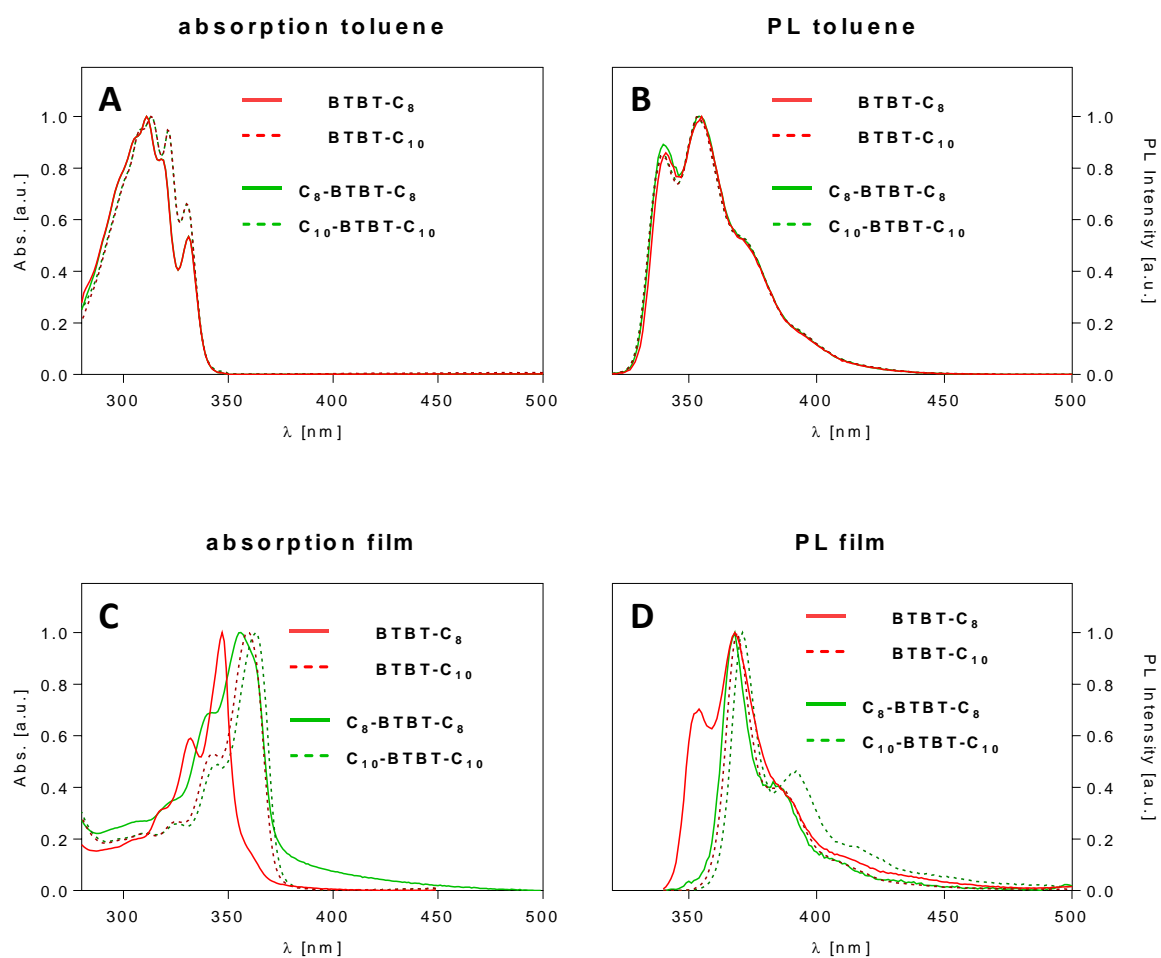 absorption toluene
A
BTBT-C₈
BTBT-C₁₀
C₈-BTBT-C₈
C₁₀-BTBT-C₁₀
Abs. [a.u.]
1.0
0.8
0.6
0.4
0.2
0.0
300 350 400 450 500
λ [nm]
PL toluene
B
BTBT-C₈
BTBT-C₁₀
C₈-BTBT-C₈
C₁₀-BTBT-C₁₀
1.0
0.8
0.6
0.4
0.2
0.0
PL Intensity [a.u.]
350 400 450 500
λ [nm]
absorption film
C
BTBT-C₈
BTBT-C₁₀
C₈-BTBT-C₈
C₁₀-BTBT-C₁₀
Abs. [a.u.]
1.0
0.8
0.6
0.4
0.2
0.0
300 350 400 450 500
λ [nm]
PL film
D
BTBT-C₈
BTBT-C₁₀
C₈-BTBT-C₈
C₁₀-BTBT-C₁₀
1.0
0.8
0.6
0.4
0.2
0.0
PL Intensity [a.u.]
350 400 450 500
λ [nm]